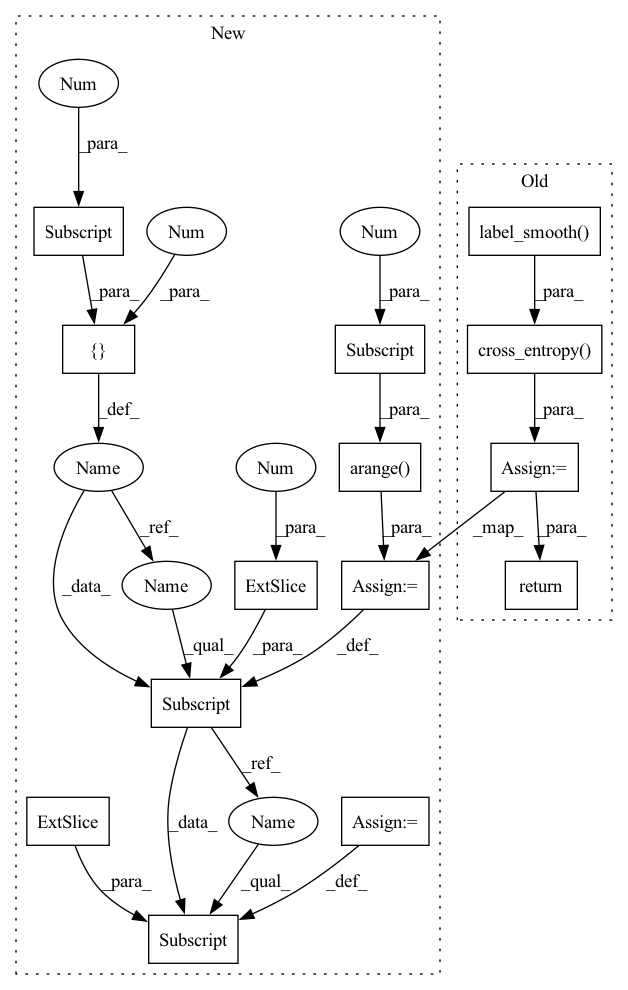 New
Num
_para_
Old
Subscript
Num
Num
label_smooth()
_para_
_para_
_para_
_para_
{}
Subscript
cross_entropy()
_def_
_para_
_para_
Name
Num
arange()
Assign:=
_ref_
_para_
_para_
_map_
_para_
_data_
Name
ExtSlice
Assign:=
return
_qual_
_para_
_def_
Subscript
_ref_
ExtSlice
_data_
Name
Assign:=
_para_
_qual_
_def_
Subscript